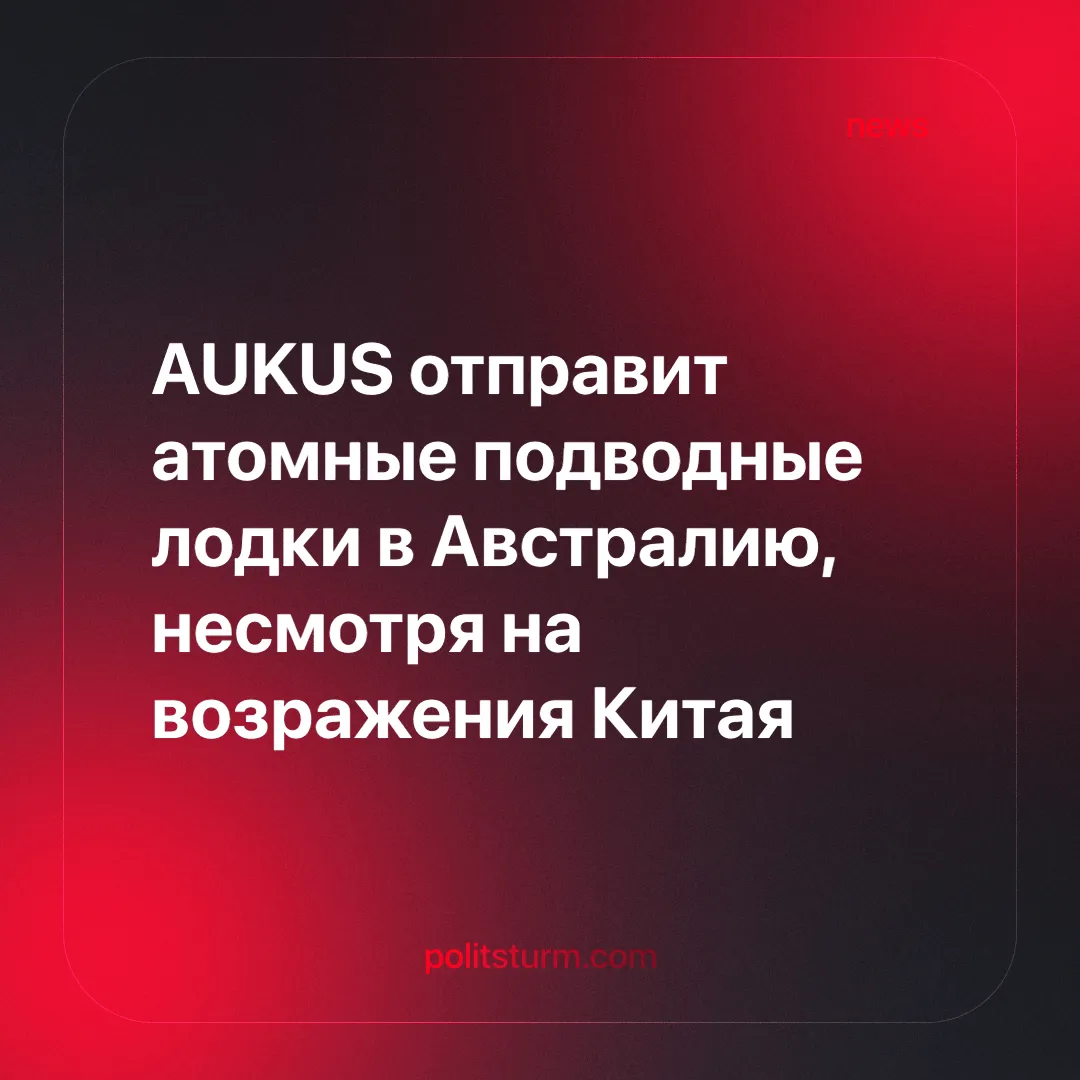 news
AUKUS отправит
атомные подводные
лодки в Австралию,
несмотря на
возражения Китая
politsturm.com